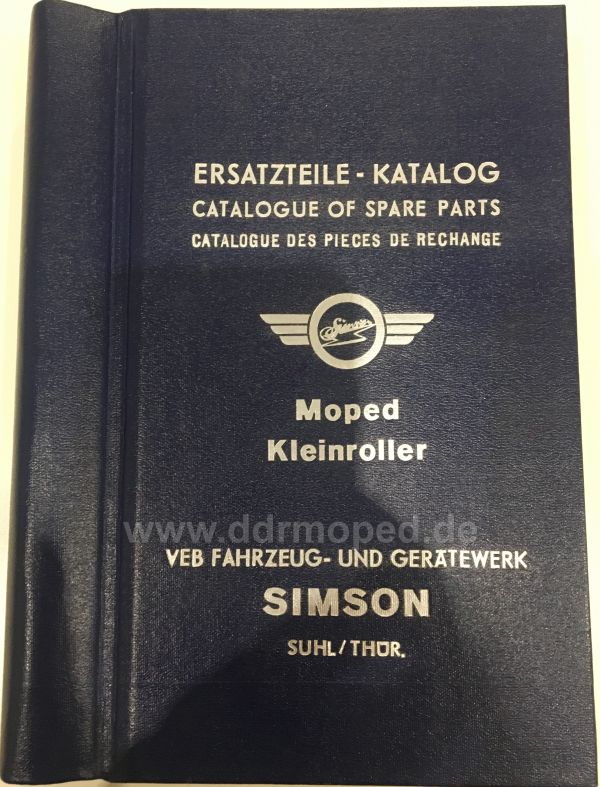 ERSATZTEILE - KATALOG
CATALOGUE OF SPARE PARTS
CATALOGUE DES PIECES DE RECHANGE
Simson
Moped
Kleinroller
www.ddrmoped.de
VEB FAHRZEUG- UND GERÄTEWERK
SIMSON
SUHL/THÜR.